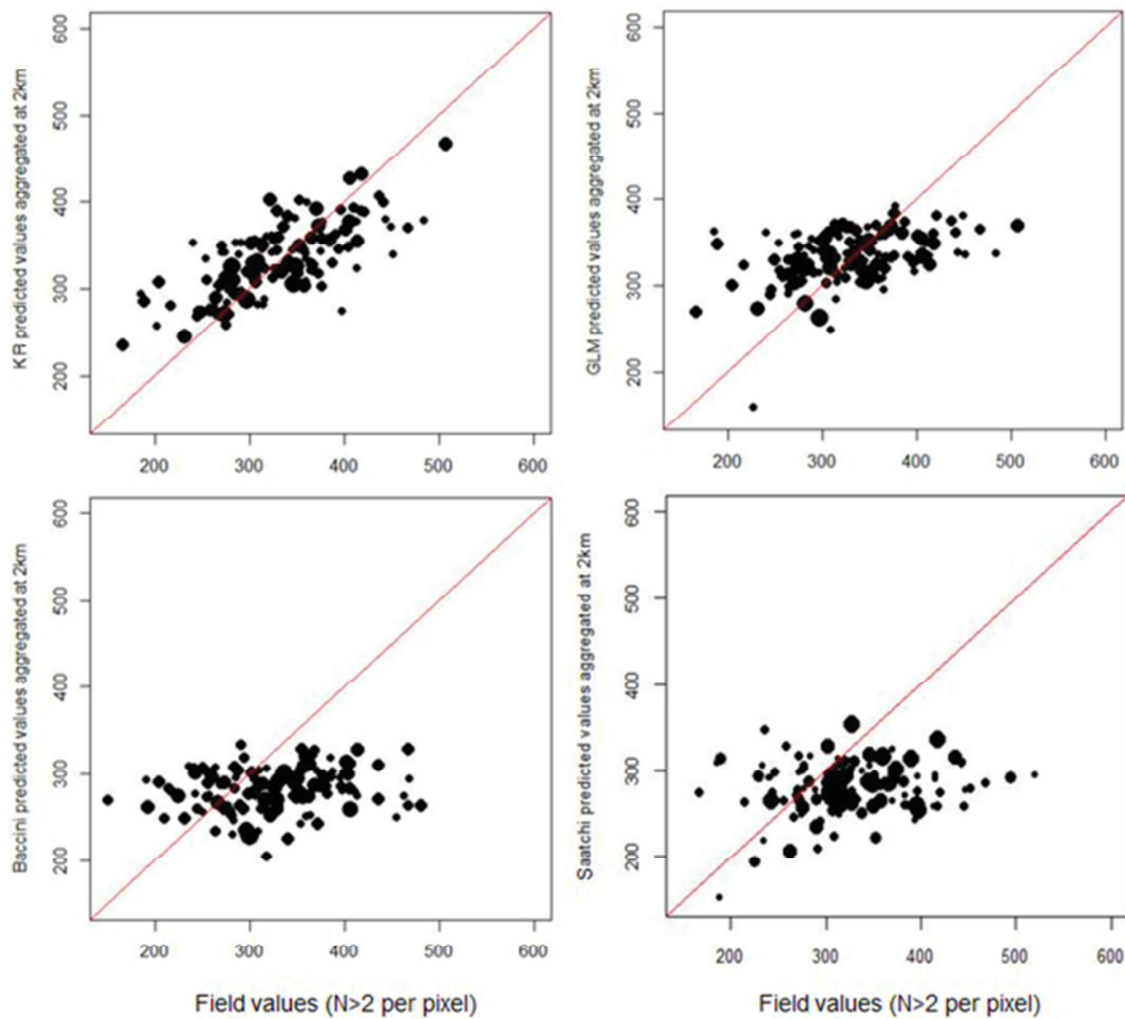 KR predicted values aggregated at 2km
600
500
400
300
200
200 300 400 500 600
GLM predicted values aggregated at 2km
600
500
400
300
200
200 300 400 500 600
Baccini predicted values aggregated at 2km
600
500
400
300
200
200 300 400 500 600
Field values (N>2 per pixel)
Saatchi predicted values aggregated at 2km
600
500
400
300
200
200 300 400 500 600
Field values (N>2 per pixel)